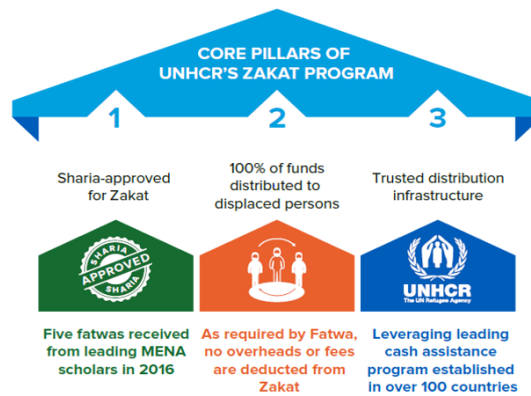 CORE PILLARS OF
UNHCR'S ZAKAT PROGRAM
1
2
3
Sharia-approved
for Zakat
100% of funds
distributed to
displaced persons
Trusted distribution
infrastructure
SHARIA
APPROVED
SHARIA
UNHCR
The UN Refugee Agency
Five fatwas received
from leading MENA
scholars in 2016
As required by Fatwa,
no overheads or fees
are deducted from
Zakat
Leveraging leading
cash assistance
program established
in over 100 countries